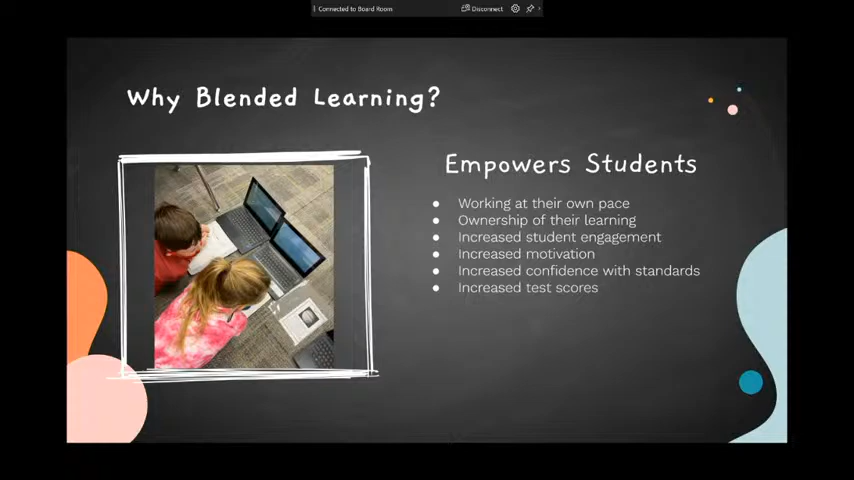 Connected to Board Room
Disconnect
Why Blended Learning?
Empowers Students
● Working at their own pace
● Ownership of their learning
● Increased student engagement
● Increased motivation
● Increased confidence with standards
● Increased test scores